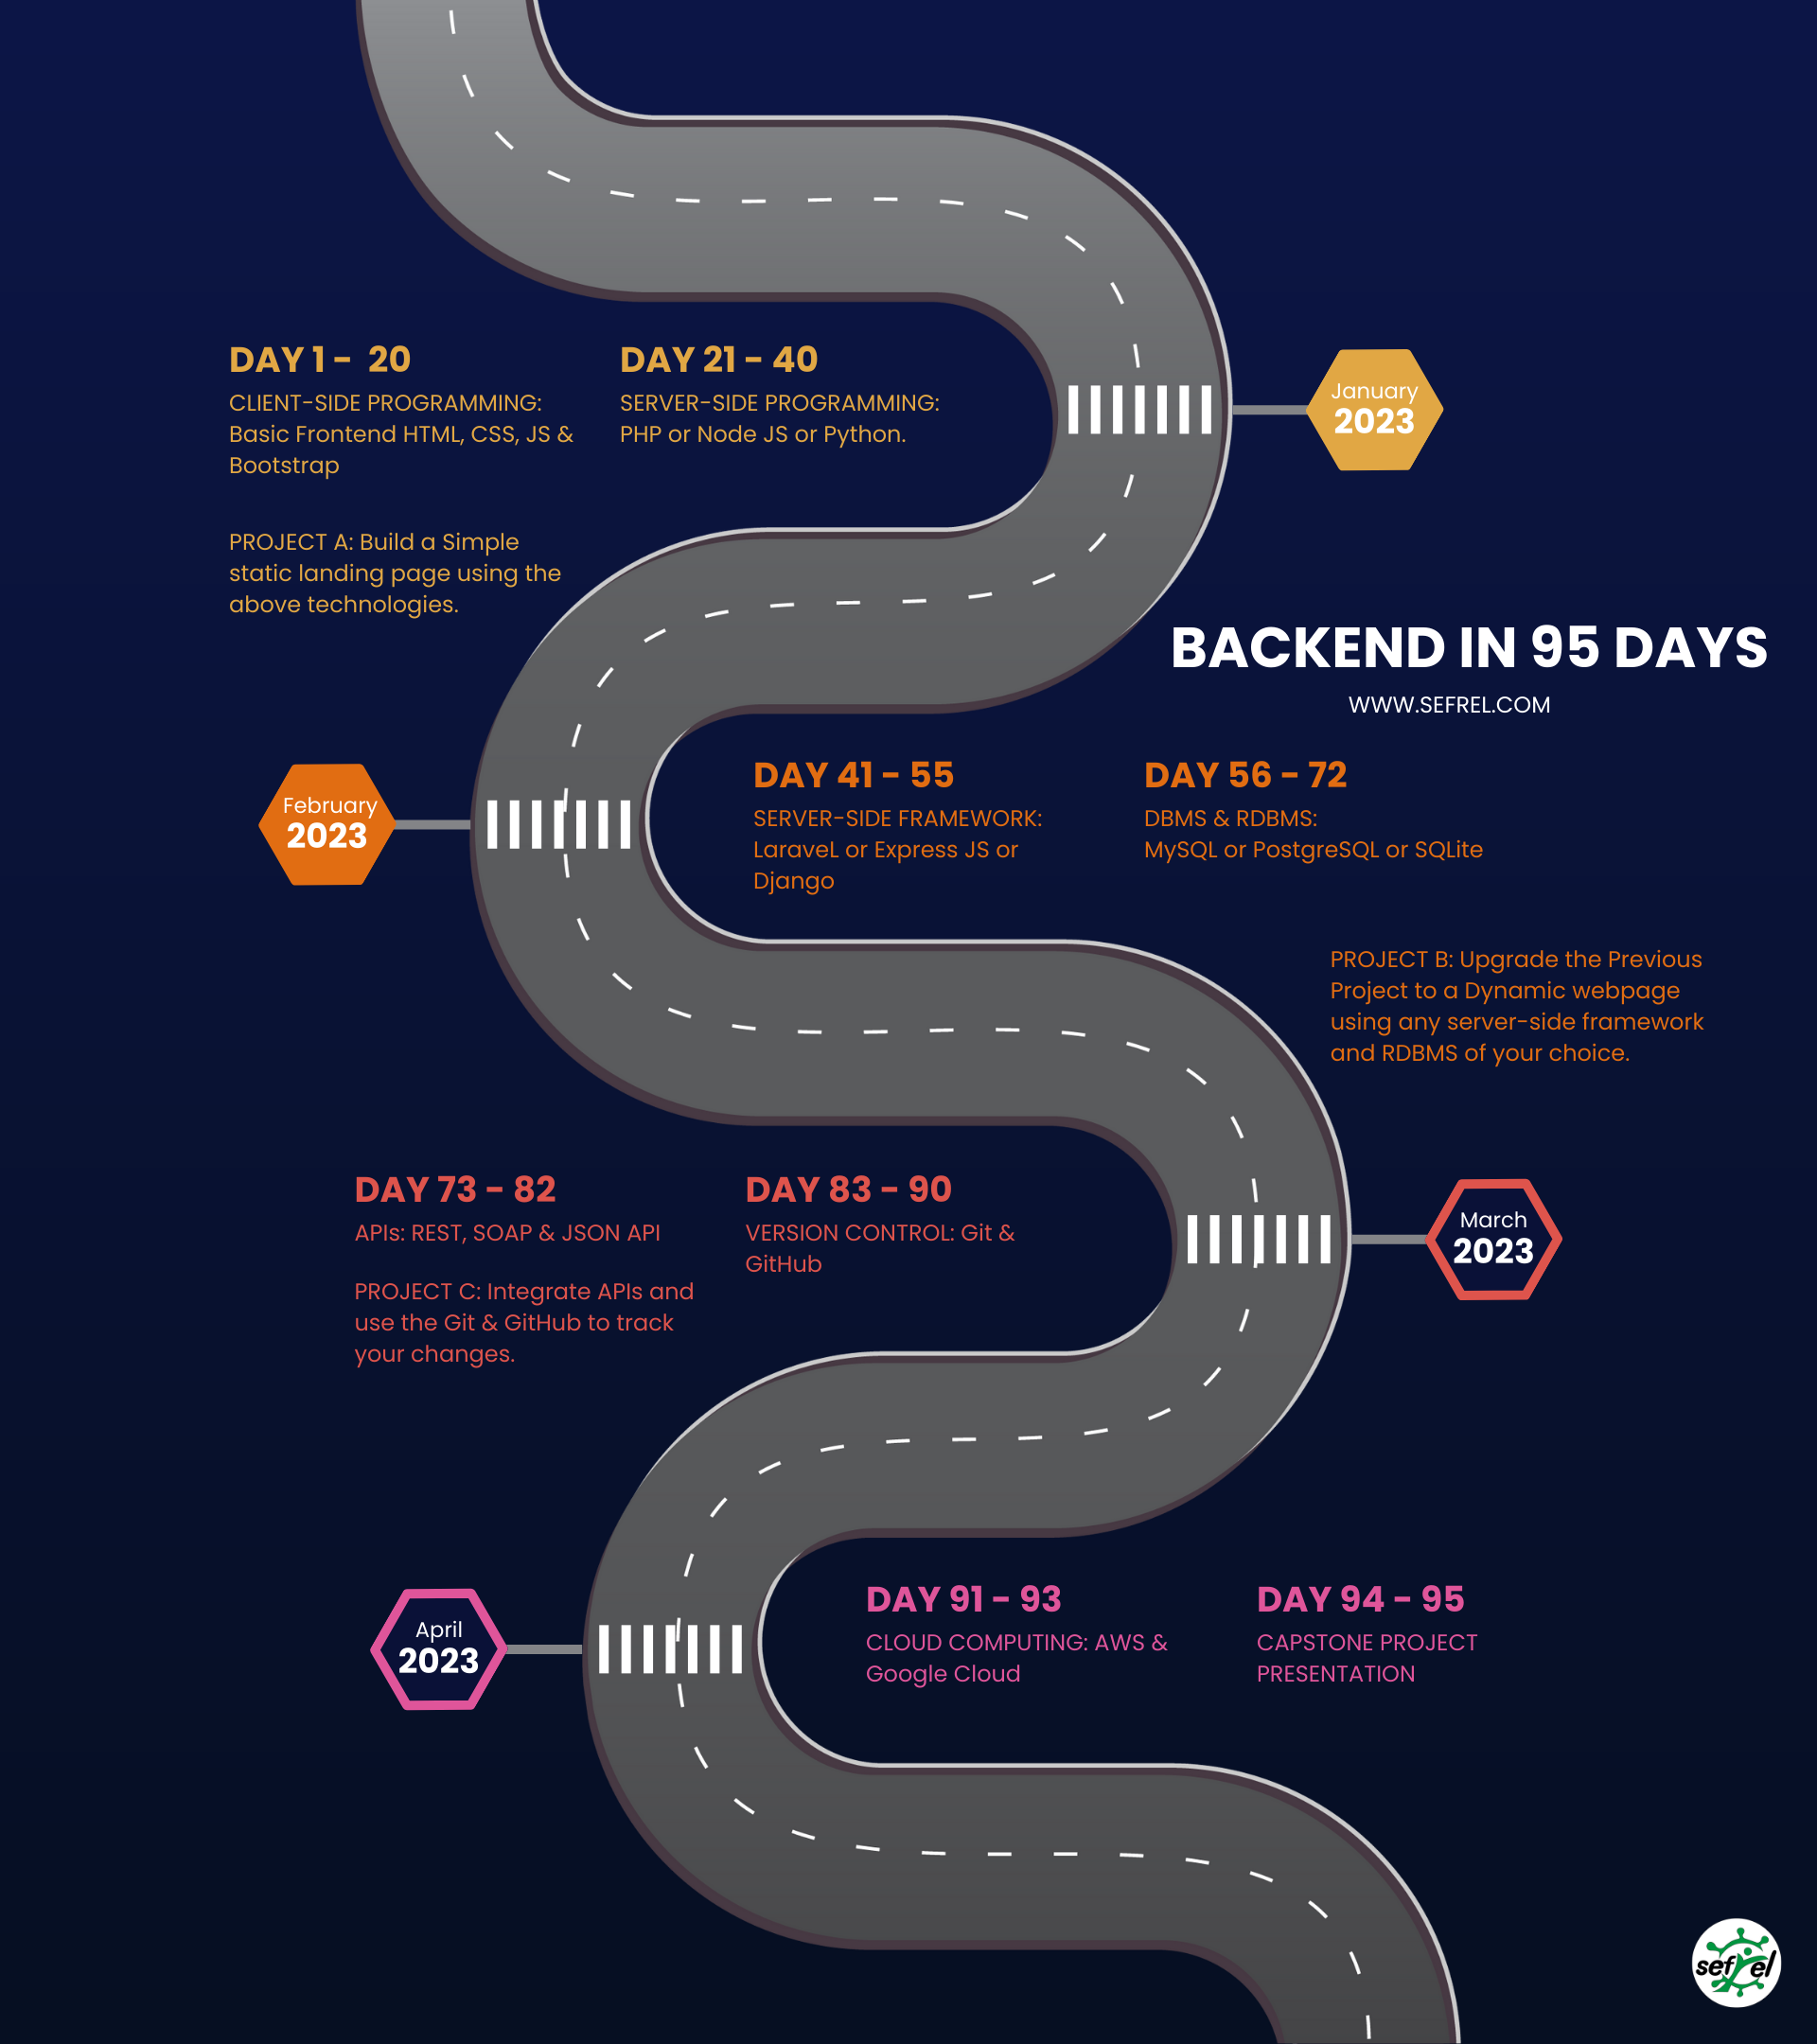 DAY 1 - 20
CLIENT-SIDE PROGRAMMING:
Basic Frontend HTML, CSS, JS &
Bootstrap
PROJECT A: Build a Simple
static landing page using the
above technologies.
DAY 21 - 40
SERVER-SIDE PROGRAMMING:
PHP or Node JS or Python.
January
2023
BACKEND IN 95 DAYS
WWW.SEFREL.COM
February
2023
DAY 41 - 55
SERVER-SIDE FRAMEWORK:
LaraveL or Express JS or
Django
DAY 56 - 72
DBMS & RDBMS:
MySQL or PostgreSQL or SQLite
PROJECT B: Upgrade the Previous
Project to a Dynamic webpage
using any server-side framework
and RDBMS of your choice.
DAY 73 - 82
APIs: REST, SOAP & JSON API
PROJECT C: Integrate APIs and
use the Git & GitHub to track
your changes.
DAY 83 - 90
VERSION CONTROL: Git &
GitHub
March
2023
April
2023
DAY 91 - 93
CLOUD COMPUTING: AWS &
Google Cloud
DAY 94 - 95
CAPSTONE PROJECT
PRESENTATION
sefrel